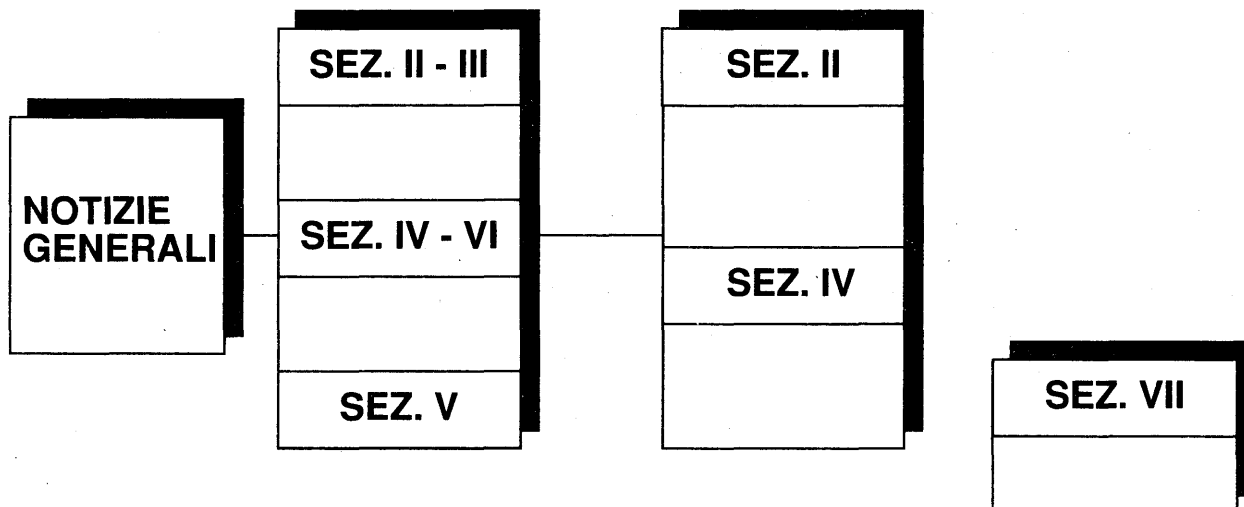 NOTIZIE
GENERALI
SEZ. II - III
SEZ. IV - VI
SEZ. V
SEZ. II
SEZ. IV
SEZ. VII